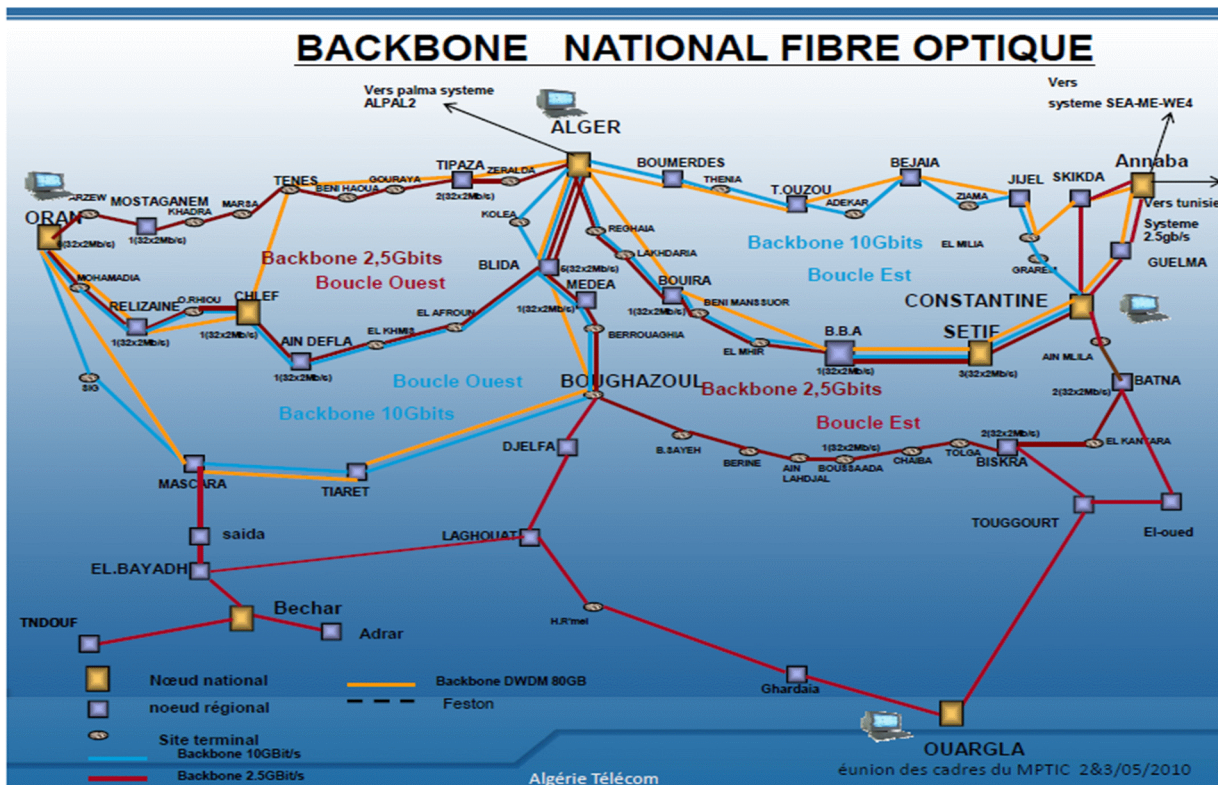 BACKBONE NATIONAL FIBRE OPTIQUE
Vers palma systeme
ALPAL2
Vers
systeme SEA-ME-WE4
ALGER
BOUMERDES
THENIA
T.OUZOU
BEJAIA
ADEKAR
ZIAMA
JIJEL
SKIKDA
Annaba
Vers tunisie
Systeme
2.5gb/s
GUELMA
EL MILIA
GRAREM
TIPAZA
ZERALDA
2(32x2Mb/s)
GOURAYA
BENI HAOUA
TENES
MARSA
KHADRA
MOSTAGANEM
1(32x2Mb/s)
ARZEW
ORAN
(32x2Mb/s)
KOLEA
REGHAIA
LAKHDARIA
Backbone 2,5Gbits
Boucle Ouest
Backbone 10Gbits
Boucle Est
MOHAMADIA
RELIZAINE
1(32x2Mb/s)
O.RHIOU
CHLEF
1(32x2Mb/s)
BLIDA
5(32x2Mb/s)
MEDEA
1(32x2Mb/s)
BERROUAGHIA
BOUIRA
1(32x2Mb/s)
BENI MANSSUOR
EL MHIR
CONSTANTINE
SETIF
3(32x2Mb/s)
B.B.A
1(32x2Mb/s)
AIN MLILA
EL AFROUN
EL KHMIS
AIN DEFLA
1(32x2Mb/s)
SIG
Boucle Ouest
Backbone 10Gbits
BOUGHAZOUL
Backbone 2,5Gbits
Boucle Est
BATNA
2(32x2Mb/s)
EL KANTARA
2(32x2Mb/s)
BISKRA
TOLGA
CHAIBA
1(32x2Mb/s)
BOUSSAADA
AIN
LAHDJAL
BERINE
B.SAYEH
DJELFA
MASCARA
TIARET
TOUGGOURT
El-oued
saida
LAGHOUAT
EL.BAYADH
Bechar
TNDOUF
Adrar
H.R'mel
Ghardaia
OUARGLA
Nœud national
noeud régional
Site terminal
Backbone 10GBit/s
Backbone 2.5GBit/s
Backbone DWDM 80GB
Feston
Algérie Télécom
éunion des cadres du MPTIC 2&3/05/2010